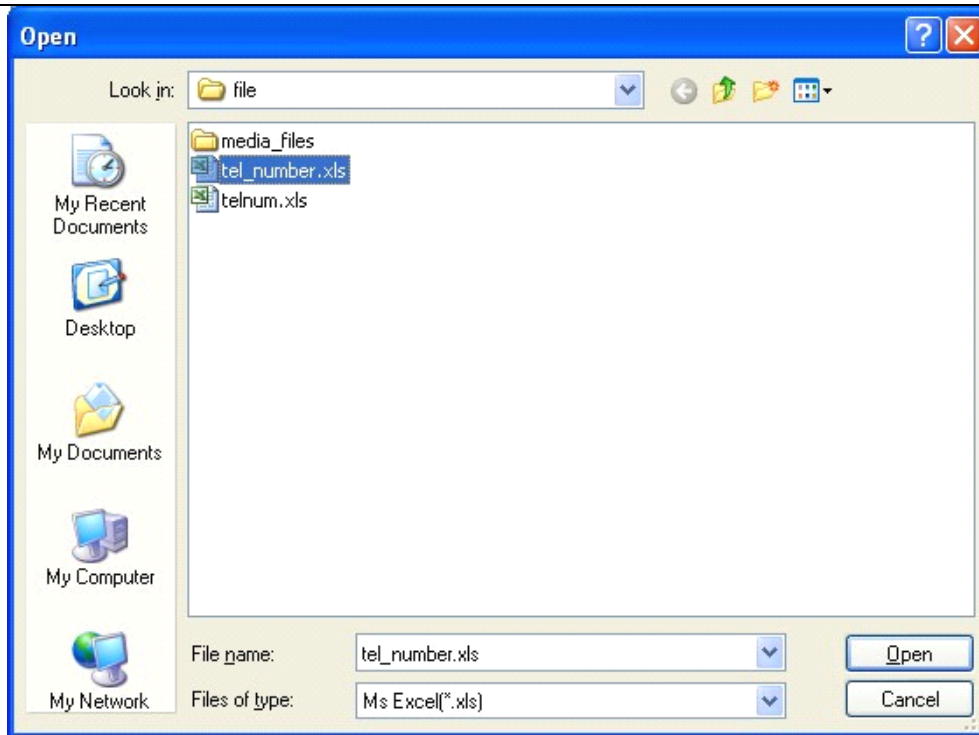 Open
Look in: file
media_files
tel_number.xls
telnum.xls
My Recent
Documents
Desktop
My Documents
My Computer
My Network
File name: tel_number.xls Open
Files of type: Ms Excel(*.xls) Cancel